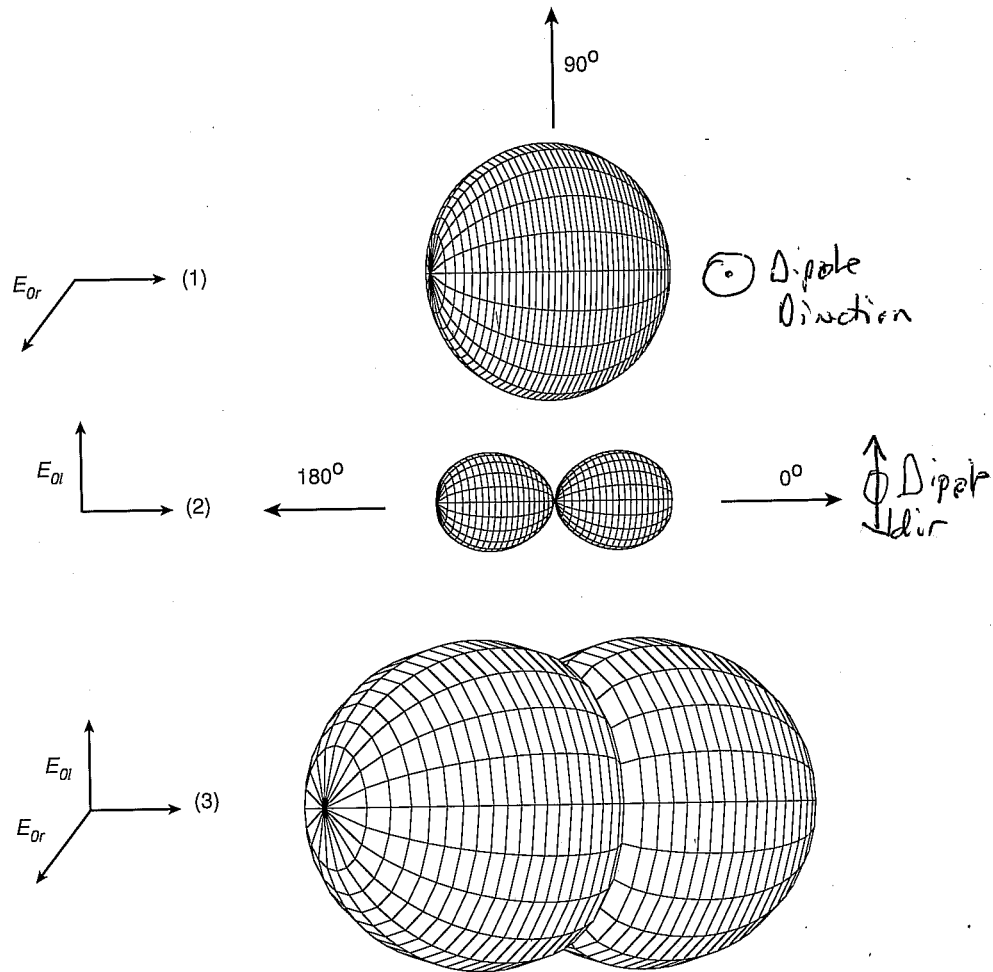 90°
E0r
(1)
Dipole
Direction
E0l
(2)
180°
0°
Dipole
dir
E0l
E0r
(3)